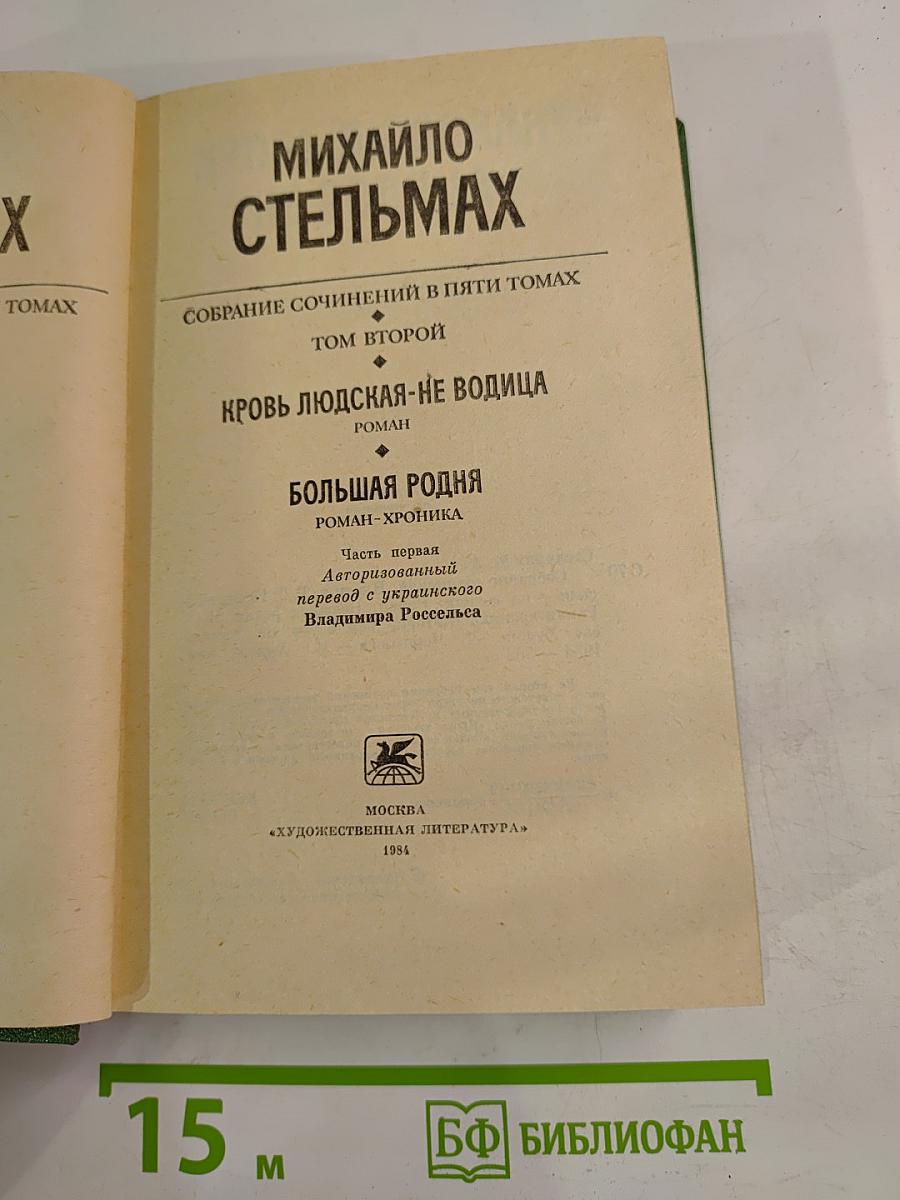 Х
ТОМАХ
МИХАЙЛО
СТЕЛЬМАХ
СОБРАНИЕ СОЧИНЕНИЙ В ПЯТИ ТОМАХ
ТОМ ВТОРОЙ
КРОВЬ ЛЮДСКАЯ-НЕ ВОДИЦА
РОМАН
БОЛЬШАЯ РОДНЯ
РОМАН-ХРОНИКА
Часть первая
Авторизованный
перевод с украинского
Владимира Россельса
МОСКВА
«ХУДОЖЕСТВЕННАЯ ЛИТЕРАТУРА»
1984
15 м
БФ БИБЛИОФАН